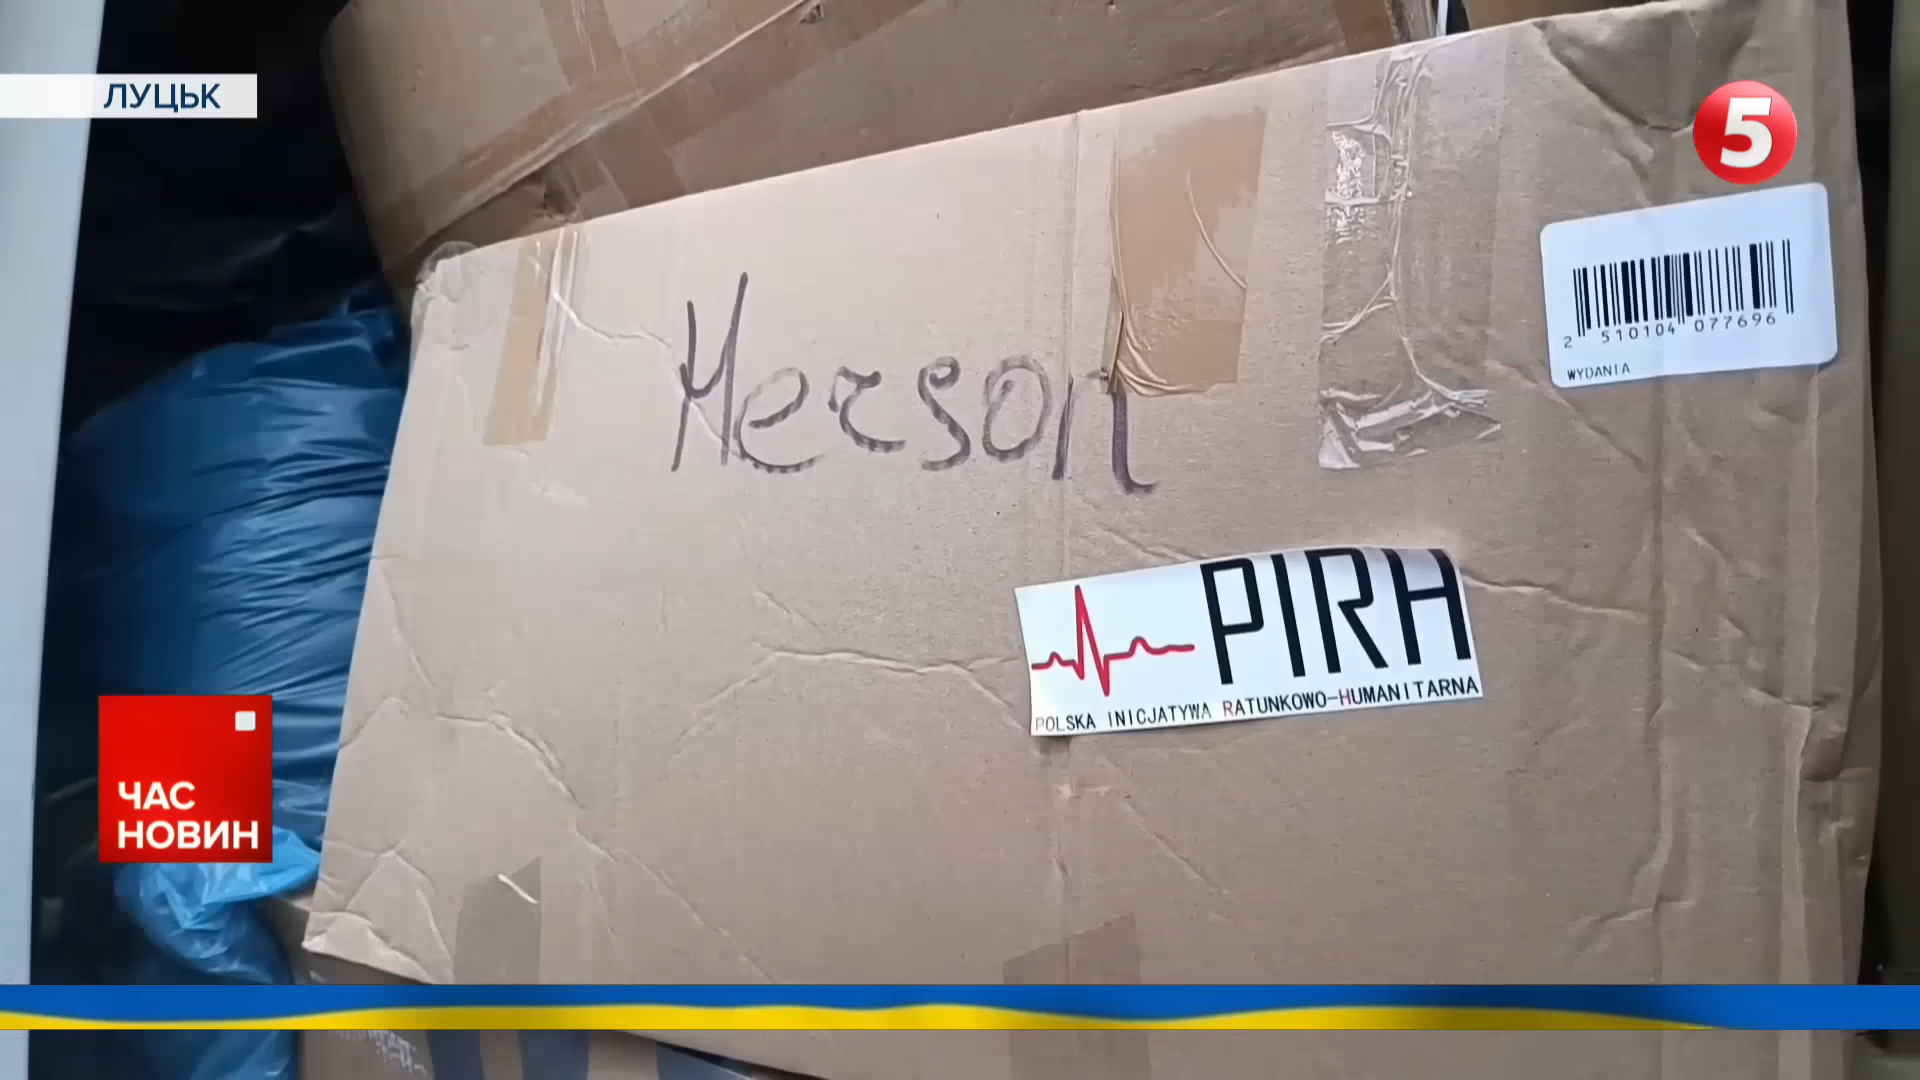 ЛУЦЬК
5
2 510104 077696
WYDANIA
Herson
PIRH
POLSKA INICJATYWA RATUNKOWO-HUMANITARNA
ЧАС
НОВИН